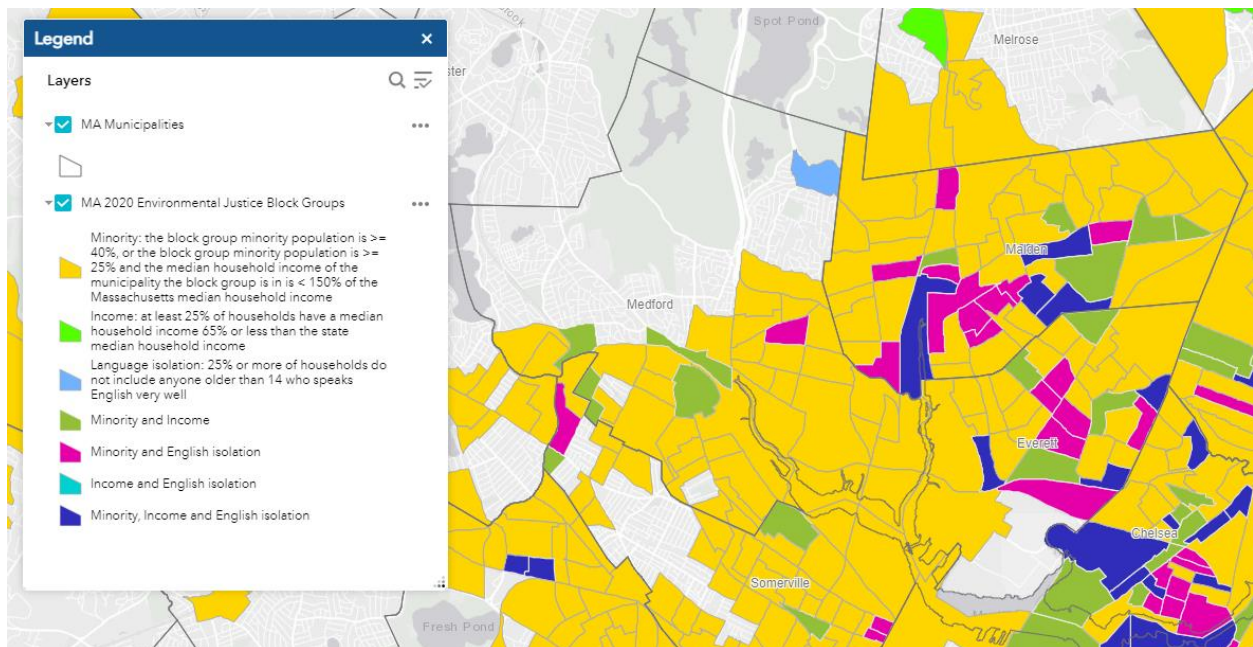 Legend
×
Layers
MA Municipalities
MA 2020 Environmental Justice Block Groups
Minority: the block group minority population is >=
40%, or the block group minority population is >=
25% and the median household income of the
municipality the block group is in is < 150% of the
Massachusetts median household income
Income: at least 25% of households have a median
household income 65% or less than the state
median household income
Language isolation: 25% or more of households do
not include anyone older than 14 who speaks
English very well
Minority and Income
Minority and English isolation
Income and English isolation
Minority, Income and English isolation
Spot Pond
Melrose
ster
Malden
Medford
Everett
Chelsea
Somerville
Fresh Pond